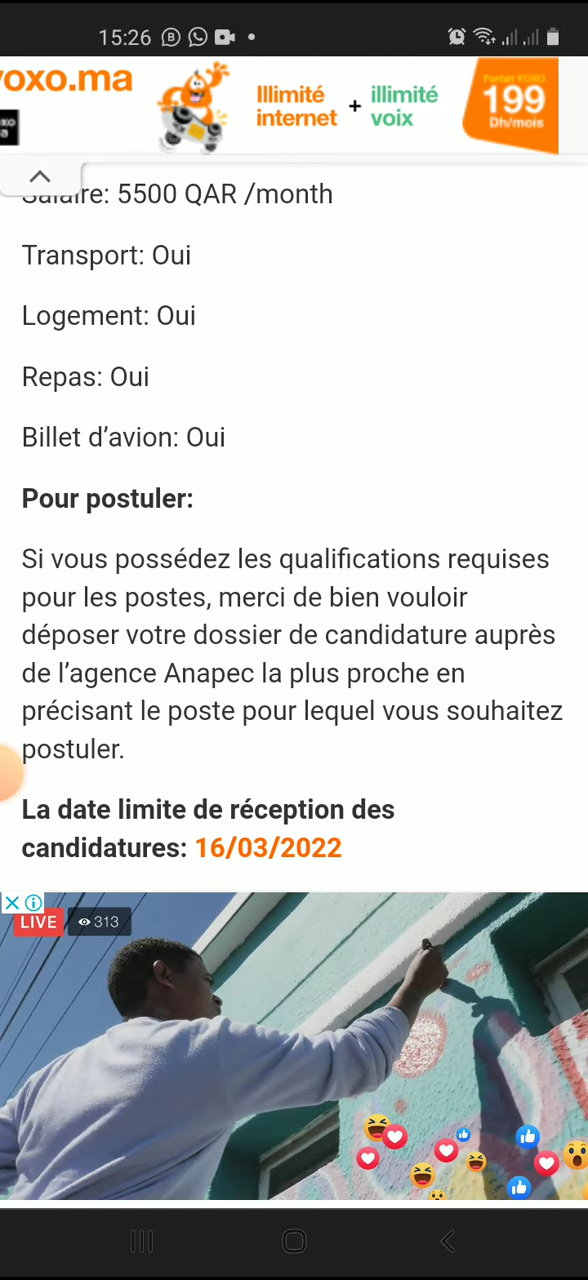 15:26
yoxo.ma
Illimité
internet
+
illimité
voix
Forfait YOXO
199
Dh/mois
Salaire: 5500 QAR /month
Transport: Oui
Logement: Oui
Repas: Oui
Billet d’avion: Oui
Pour postuler:
Si vous possédez les qualifications requises
pour les postes, merci de bien vouloir
déposer votre dossier de candidature auprès
de l’agence Anapec la plus proche en
précisant le poste pour lequel vous souhaitez
postuler.
La date limite de réception des
candidatures: 16/03/2022
LIVE
313